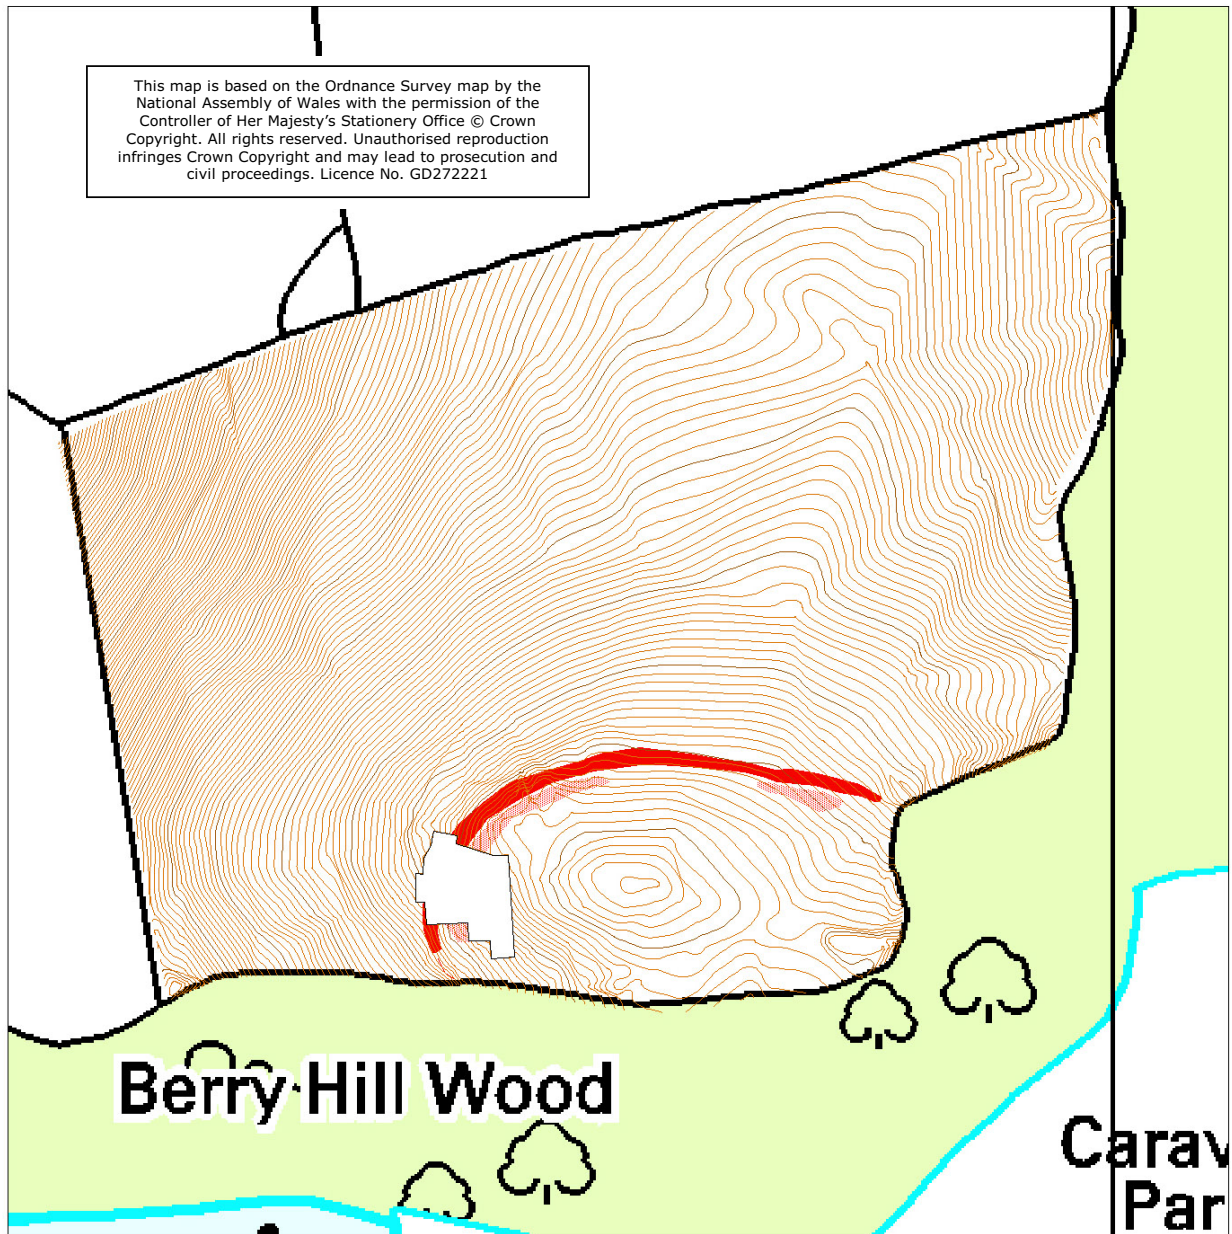 This map is based on the Ordnance Survey map by the
National Assembly of Wales with the permission of the
Controller of Her Majesty’s Stationery Office © Crown
Copyright. All rights reserved. Unauthorised reproduction
infringes Crown Copyright and may lead to prosecution and
civil proceedings. Licence No. GD272221
Berry Hill Wood
Carav
Par